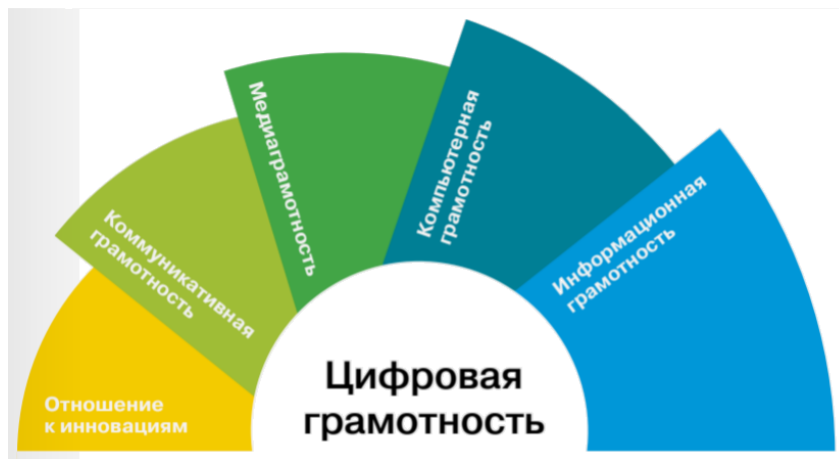 Отношение
к инновациям
Коммуникативная
грамотность
Медиаграмотность
Компьютерная
грамотность
Информационная
грамотность
Цифровая
грамотность